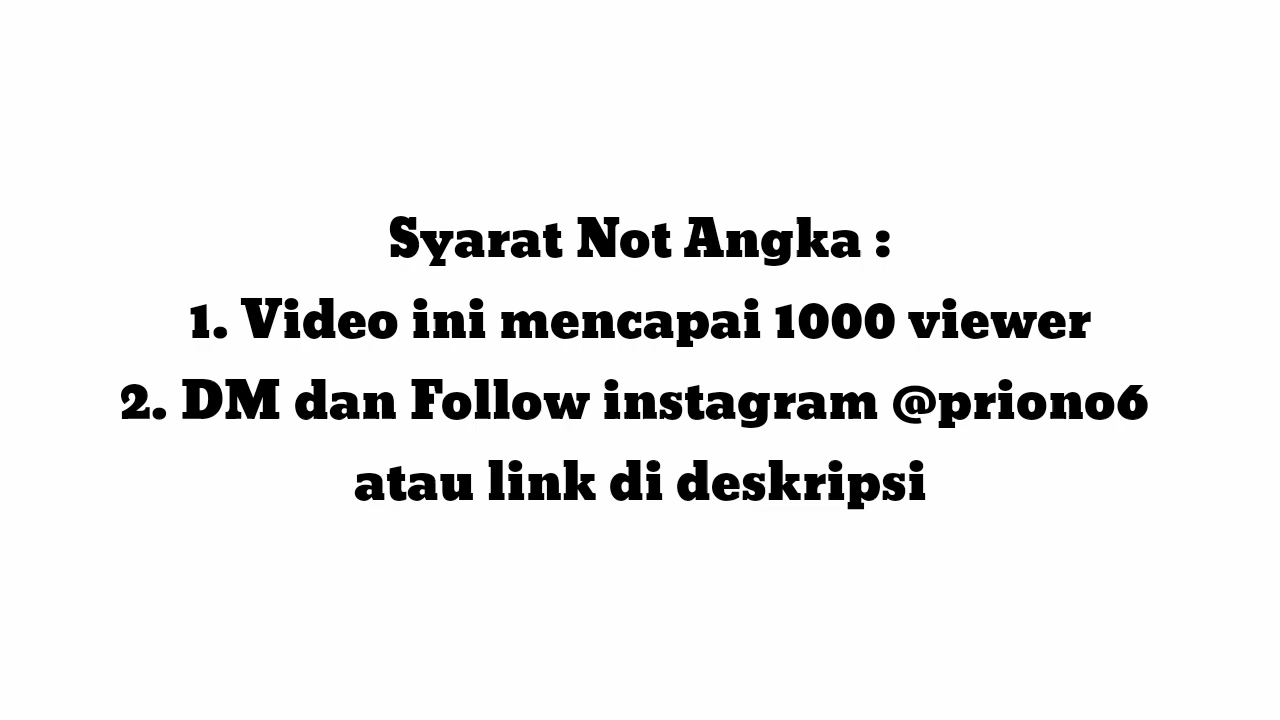 Syarat Not Angka :
1. Video ini mencapai 1000 viewer
2. DM dan Follow instagram @priono6
atau link di deskripsi